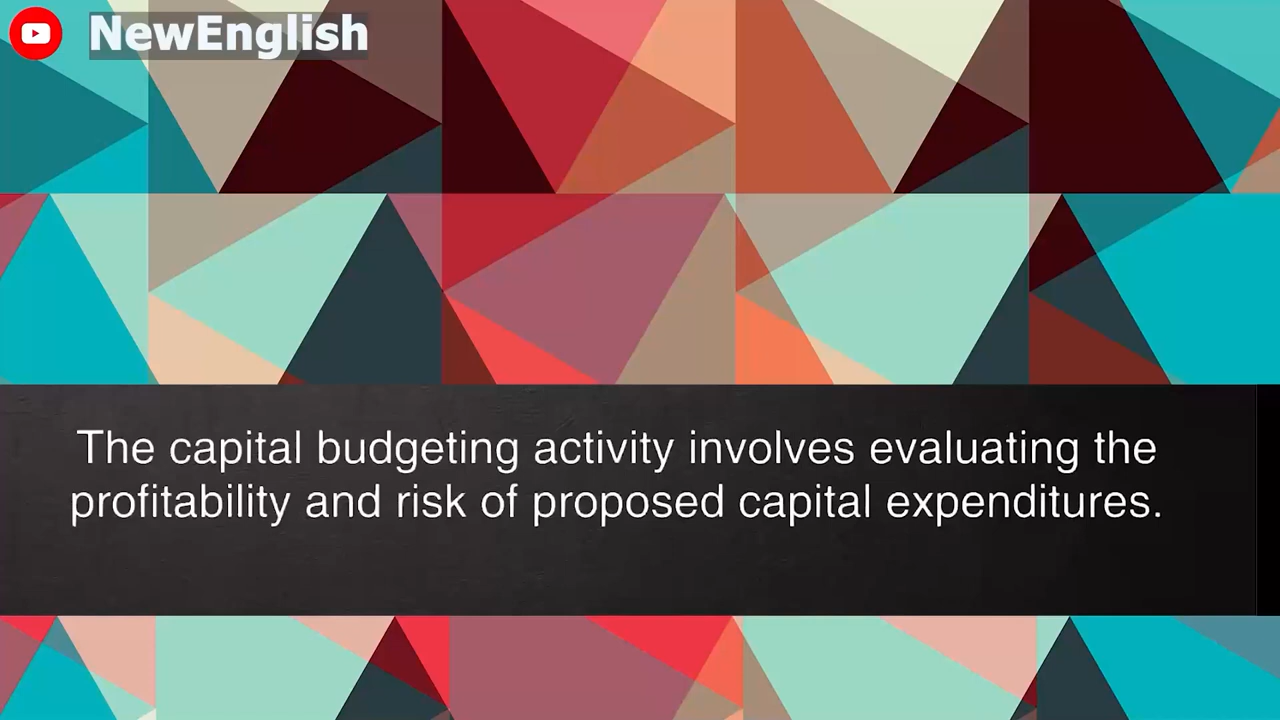 NewEnglish
The capital budgeting activity involves evaluating the
profitability and risk of proposed capital expenditures.